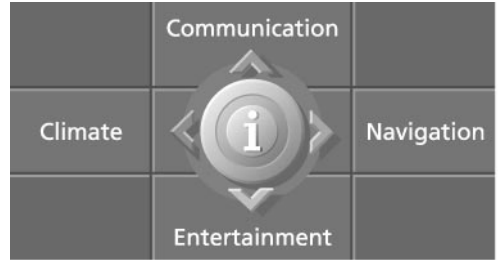 Communication
Climate
i
Navigation
Entertainment